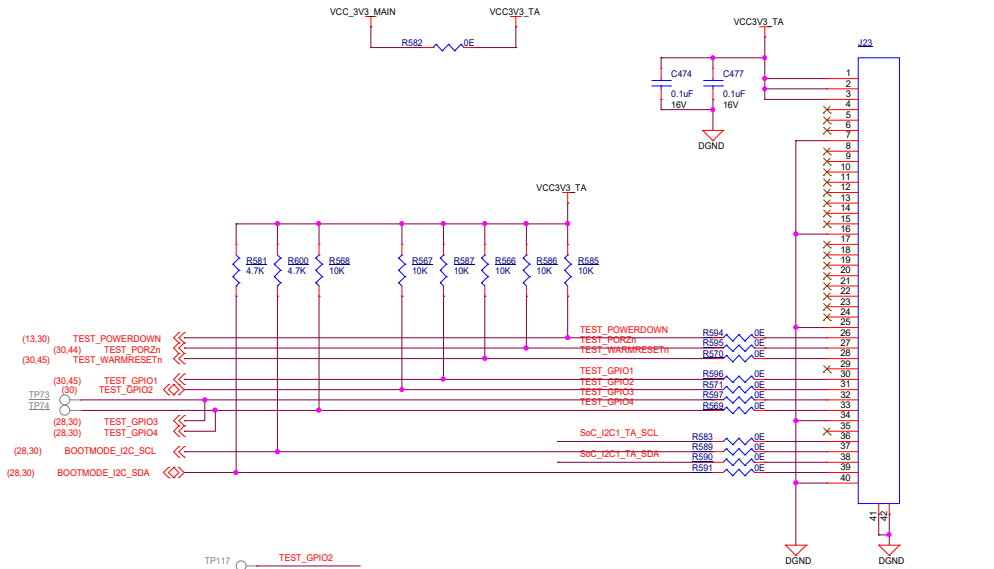 VCC_3V3_MAIN
VCC3V3_TA
R582
0E
VCC3V3_TA
J23
C474
0.1uF
16V
C477
0.1uF
16V
DGND
1
2
3
4
5
6
7
8
9
10
11
12
13
14
15
16
17
18
19
20
21
22
23
24
25
26
27
28
29
30
31
32
33
34
35
36
37
38
39
40
41
42
VCC3V3_TA
R581
4.7K
R600
4.7K
R568
10K
R567
10K
R587
10K
R566
10K
R586
10K
R585
10K
(13,30) TEST_POWERDOWN
(30,44) TEST_PORZn
(30,45) TEST_WARMRESETn
(30,45) TEST_GPIO1
(30) TEST_GPIO2
TP73
TP74
(28,30) TEST_GPIO3
(28,30) TEST_GPIO4
(28,30) BOOTMODE_I2C_SCL
(28,30) BOOTMODE_I2C_SDA
TEST_POWERDOWN R594 0E
TEST_PORZn R595 0E
TEST_WARMRESETn R570 0E
TEST_GPIO1 R596 0E
TEST_GPIO2 R571 0E
TEST_GPIO3 R597 0E
TEST_GPIO4 R569 0E
SoC_I2C1_TA_SCL R583 0E
R589 0E
SoC_I2C1_TA_SDA R590 0E
R591 0E
DGND
DGND
TP117 TEST_GPIO2